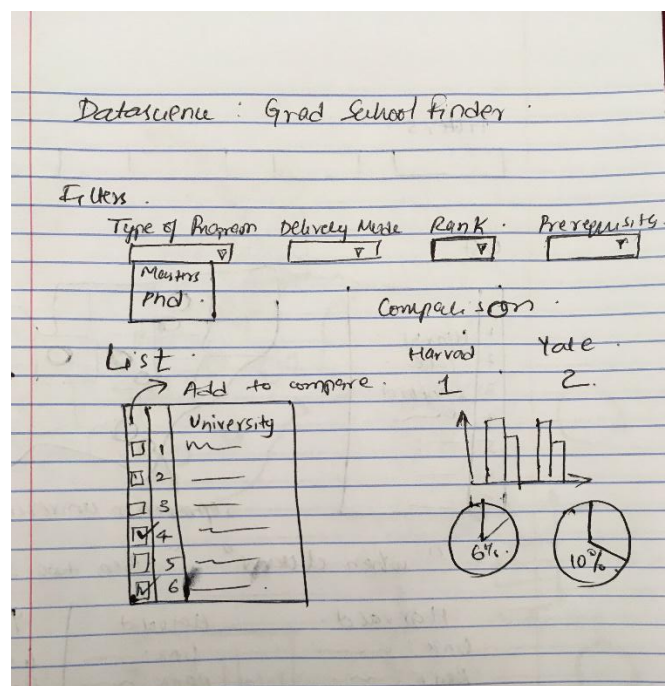 Datascience : Grad School Finder .
Filters .
Type of Program Delivery Mode Rank . Prerequisits
Masters
Phd .
Comparison .
List .
Harvad Yale
→ Add to compare .
1 2.
University
1
2
3
4
5
6
6%. 10%